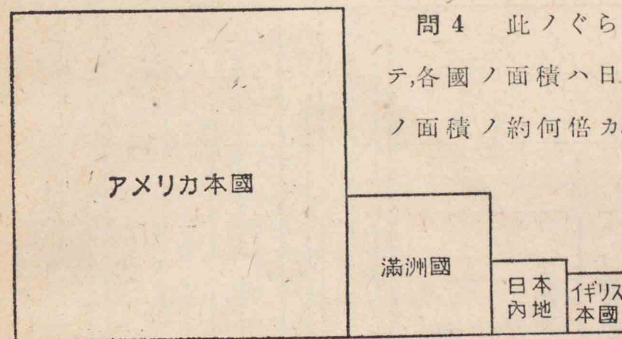 問4 此ノぐら
テ,各國ノ面積ハ日
ノ面積ノ約何倍カ
アメリカ本國
滿洲國
日本
內地
イギリス
本國